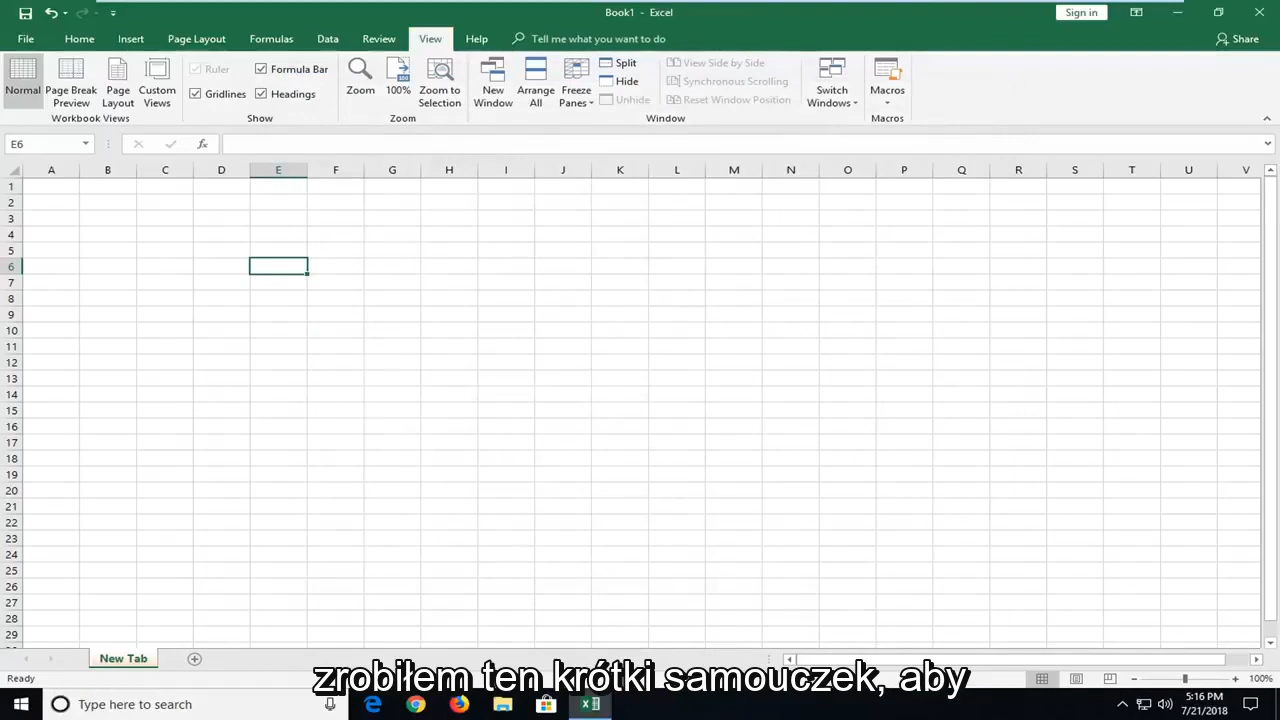 Book1 - Excel
Sign in
File Home Insert Page Layout Formulas Data Review View Help Tell me what you want to do Share
Normal
Page Break Preview
Page Layout
Custom Views
Workbook Views
Ruler
Formula Bar
Gridlines
Headings
Show
Zoom
100%
Zoom to Selection
Zoom
New Window
Arrange All
Freeze Panes
Split
Hide
Unhide
View Side by Side
Synchronous Scrolling
Reset Window Position
Window
Switch Windows
Macros
Macros
E6
fx
A B C D E F G H I J K L M N O P Q R S T U V
1
2
3
4
5
6
7
8
9
10
11
12
13
14
15
16
17
18
19
20
21
22
23
24
25
26
27
28
29
New Tab
zrobiłem ten krótki samouczek, aby
Ready
100%
Type here to search
5:16 PM
7/21/2018